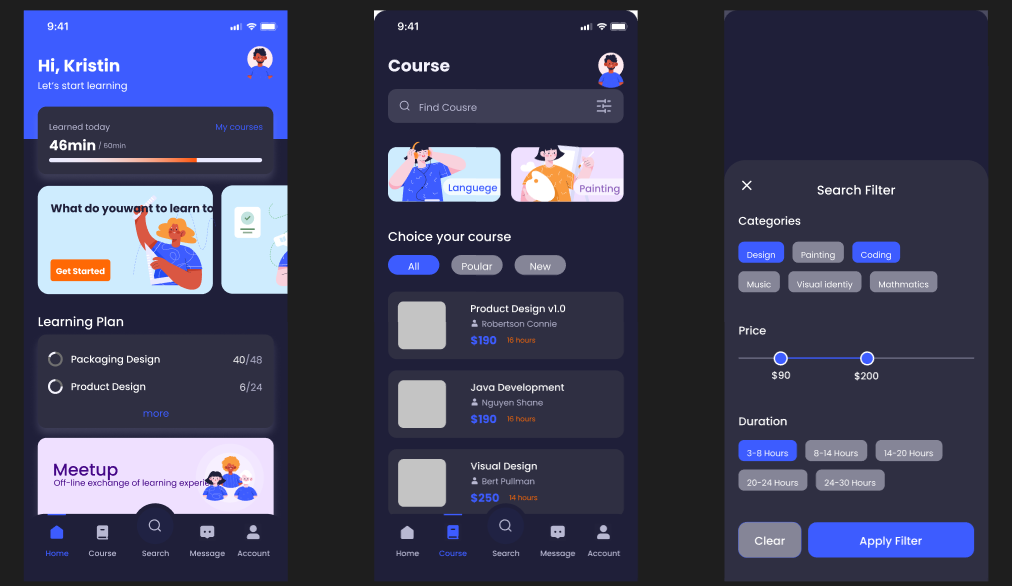 9:41
Hi, Kristin
Let's start learning
Learned today
My courses
46min / 60min
What do youwant to learn to
Get Started
Learning Plan
Packaging Design
40/48
Product Design
6/24
more
Meetup
Off-line exchange of learning experie
Home
Course
Search
Message
Account
9:41
Course
Find Cousre
Languege
Painting
Choice your course
All
Poular
New
Product Design v1.0
Robertson Connie
$190
16 hours
Java Development
Nguyen Shane
$190
16 hours
Visual Design
Bert Pullman
$250
14 hours
Home
Course
Search
Message
Account
Search Filter
Categories
Design
Painting
Coding
Music
Visual identiy
Mathmatics
Price
$90
$200
Duration
3-8 Hours
8-14 Hours
14-20 Hours
20-24 Hours
24-30 Hours
Clear
Apply Filter